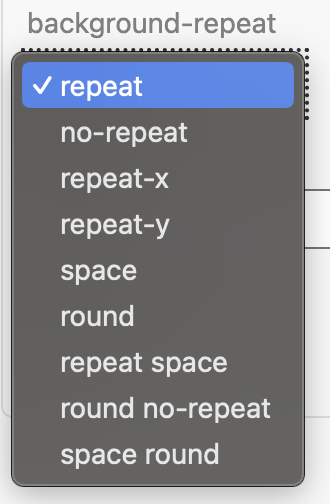 background-repeat
✓ repeat
no-repeat
repeat-x
repeat-y
space
round
repeat space
round no-repeat
space round